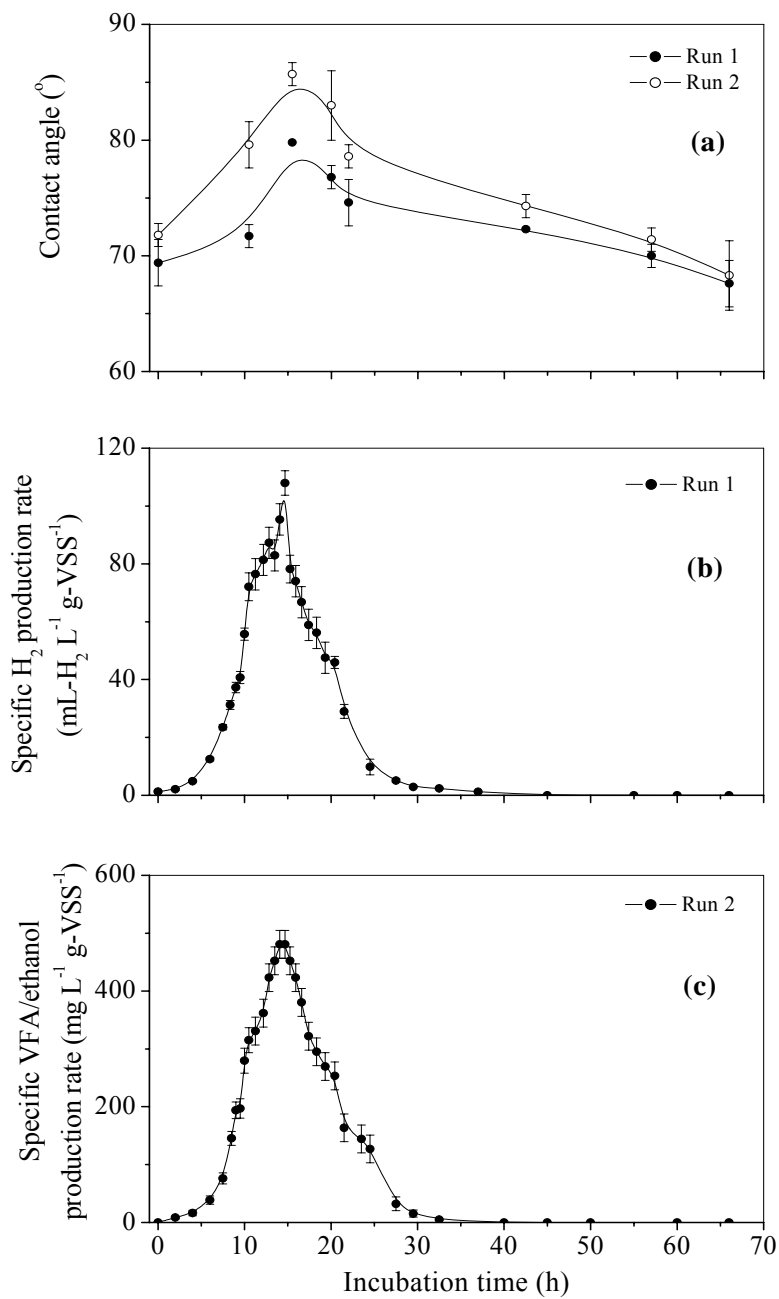 90
80
70
60
Contact angle (°)
Run 1
Run 2
(a)
120
80
40
0
Specific H₂ production rate
(mL-H₂ L⁻¹ g-VSS⁻¹)
Run 1
(b)
600
400
200
0
Specific VFA/ethanol
production rate (mg L⁻¹ g-VSS⁻¹)
Run 2
(c)
0 10 20 30 40 50 60 70
Incubation time (h)